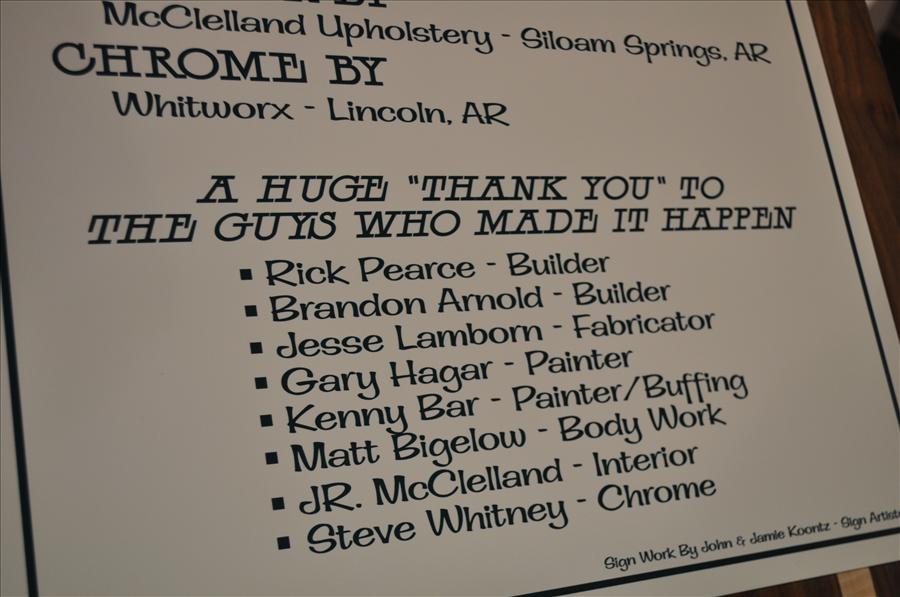 McClelland Upholstery - Siloam Springs, AR
CHROME BY
Whitworx - Lincoln, AR
A HUGE "THANK YOU" TO
THE GUYS WHO MADE IT HAPPEN
▪ Rick Pearce - Builder
▪ Brandon Arnold - Builder
▪ Jesse Lamborn - Fabricator
▪ Gary Hagar - Painter
▪ Kenny Bar - Painter/Buffing
▪ Matt Bigelow - Body Work
▪ JR. McClelland - Interior
▪ Steve Whitney - Chrome
Sign Work By John & Jamie Koontz - Sign Artist